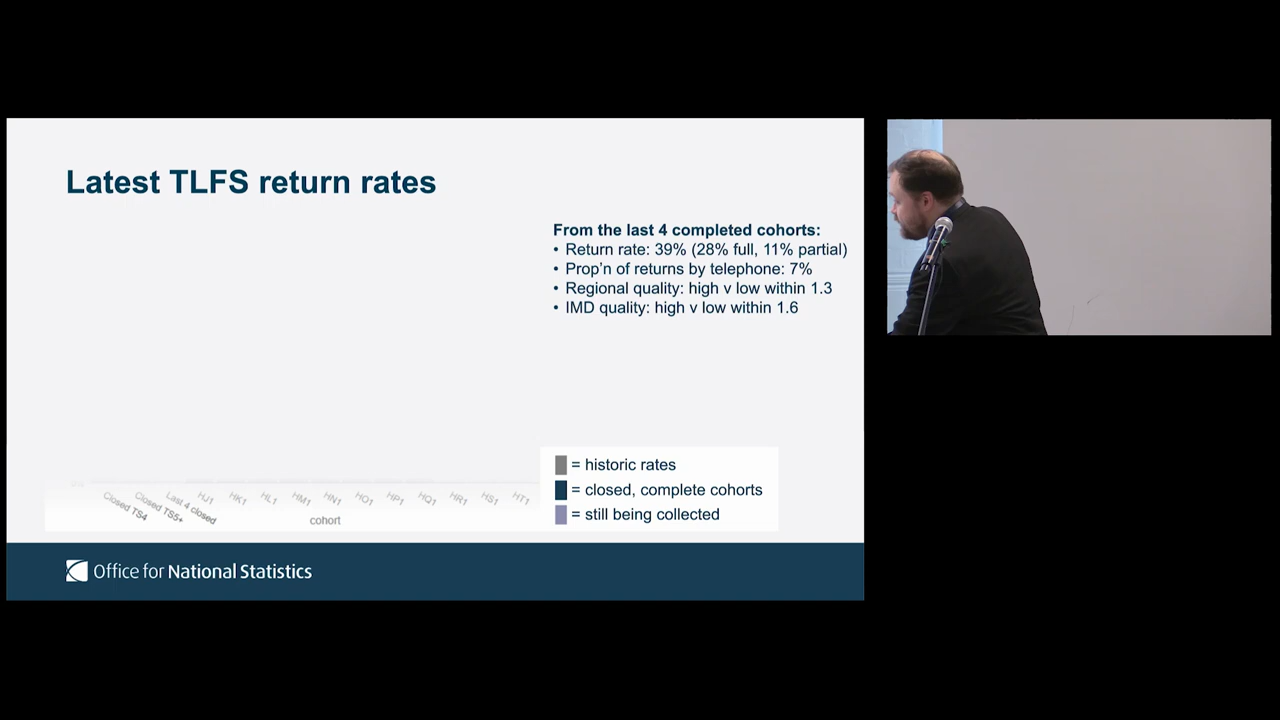 Latest TLFS return rates
From the last 4 completed cohorts:
• Return rate: 39% (28% full, 11% partial)
• Prop’n of returns by telephone: 7%
• Regional quality: high v low within 1.3
• IMD quality: high v low within 1.6
= historic rates
= closed, complete cohorts
= still being collected
Closed TS4
Closed TS5+
Last 4 closed
HJ1
HK1
HL1
HM1
HN1
HO1
HP1
HQ1
HR1
HS1
HT1
cohort
Office for National Statistics